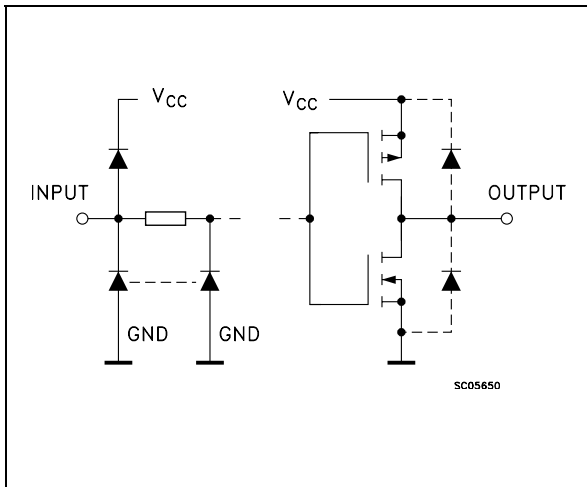 VCC
VCC
INPUT
OUTPUT
GND
GND
SC05650